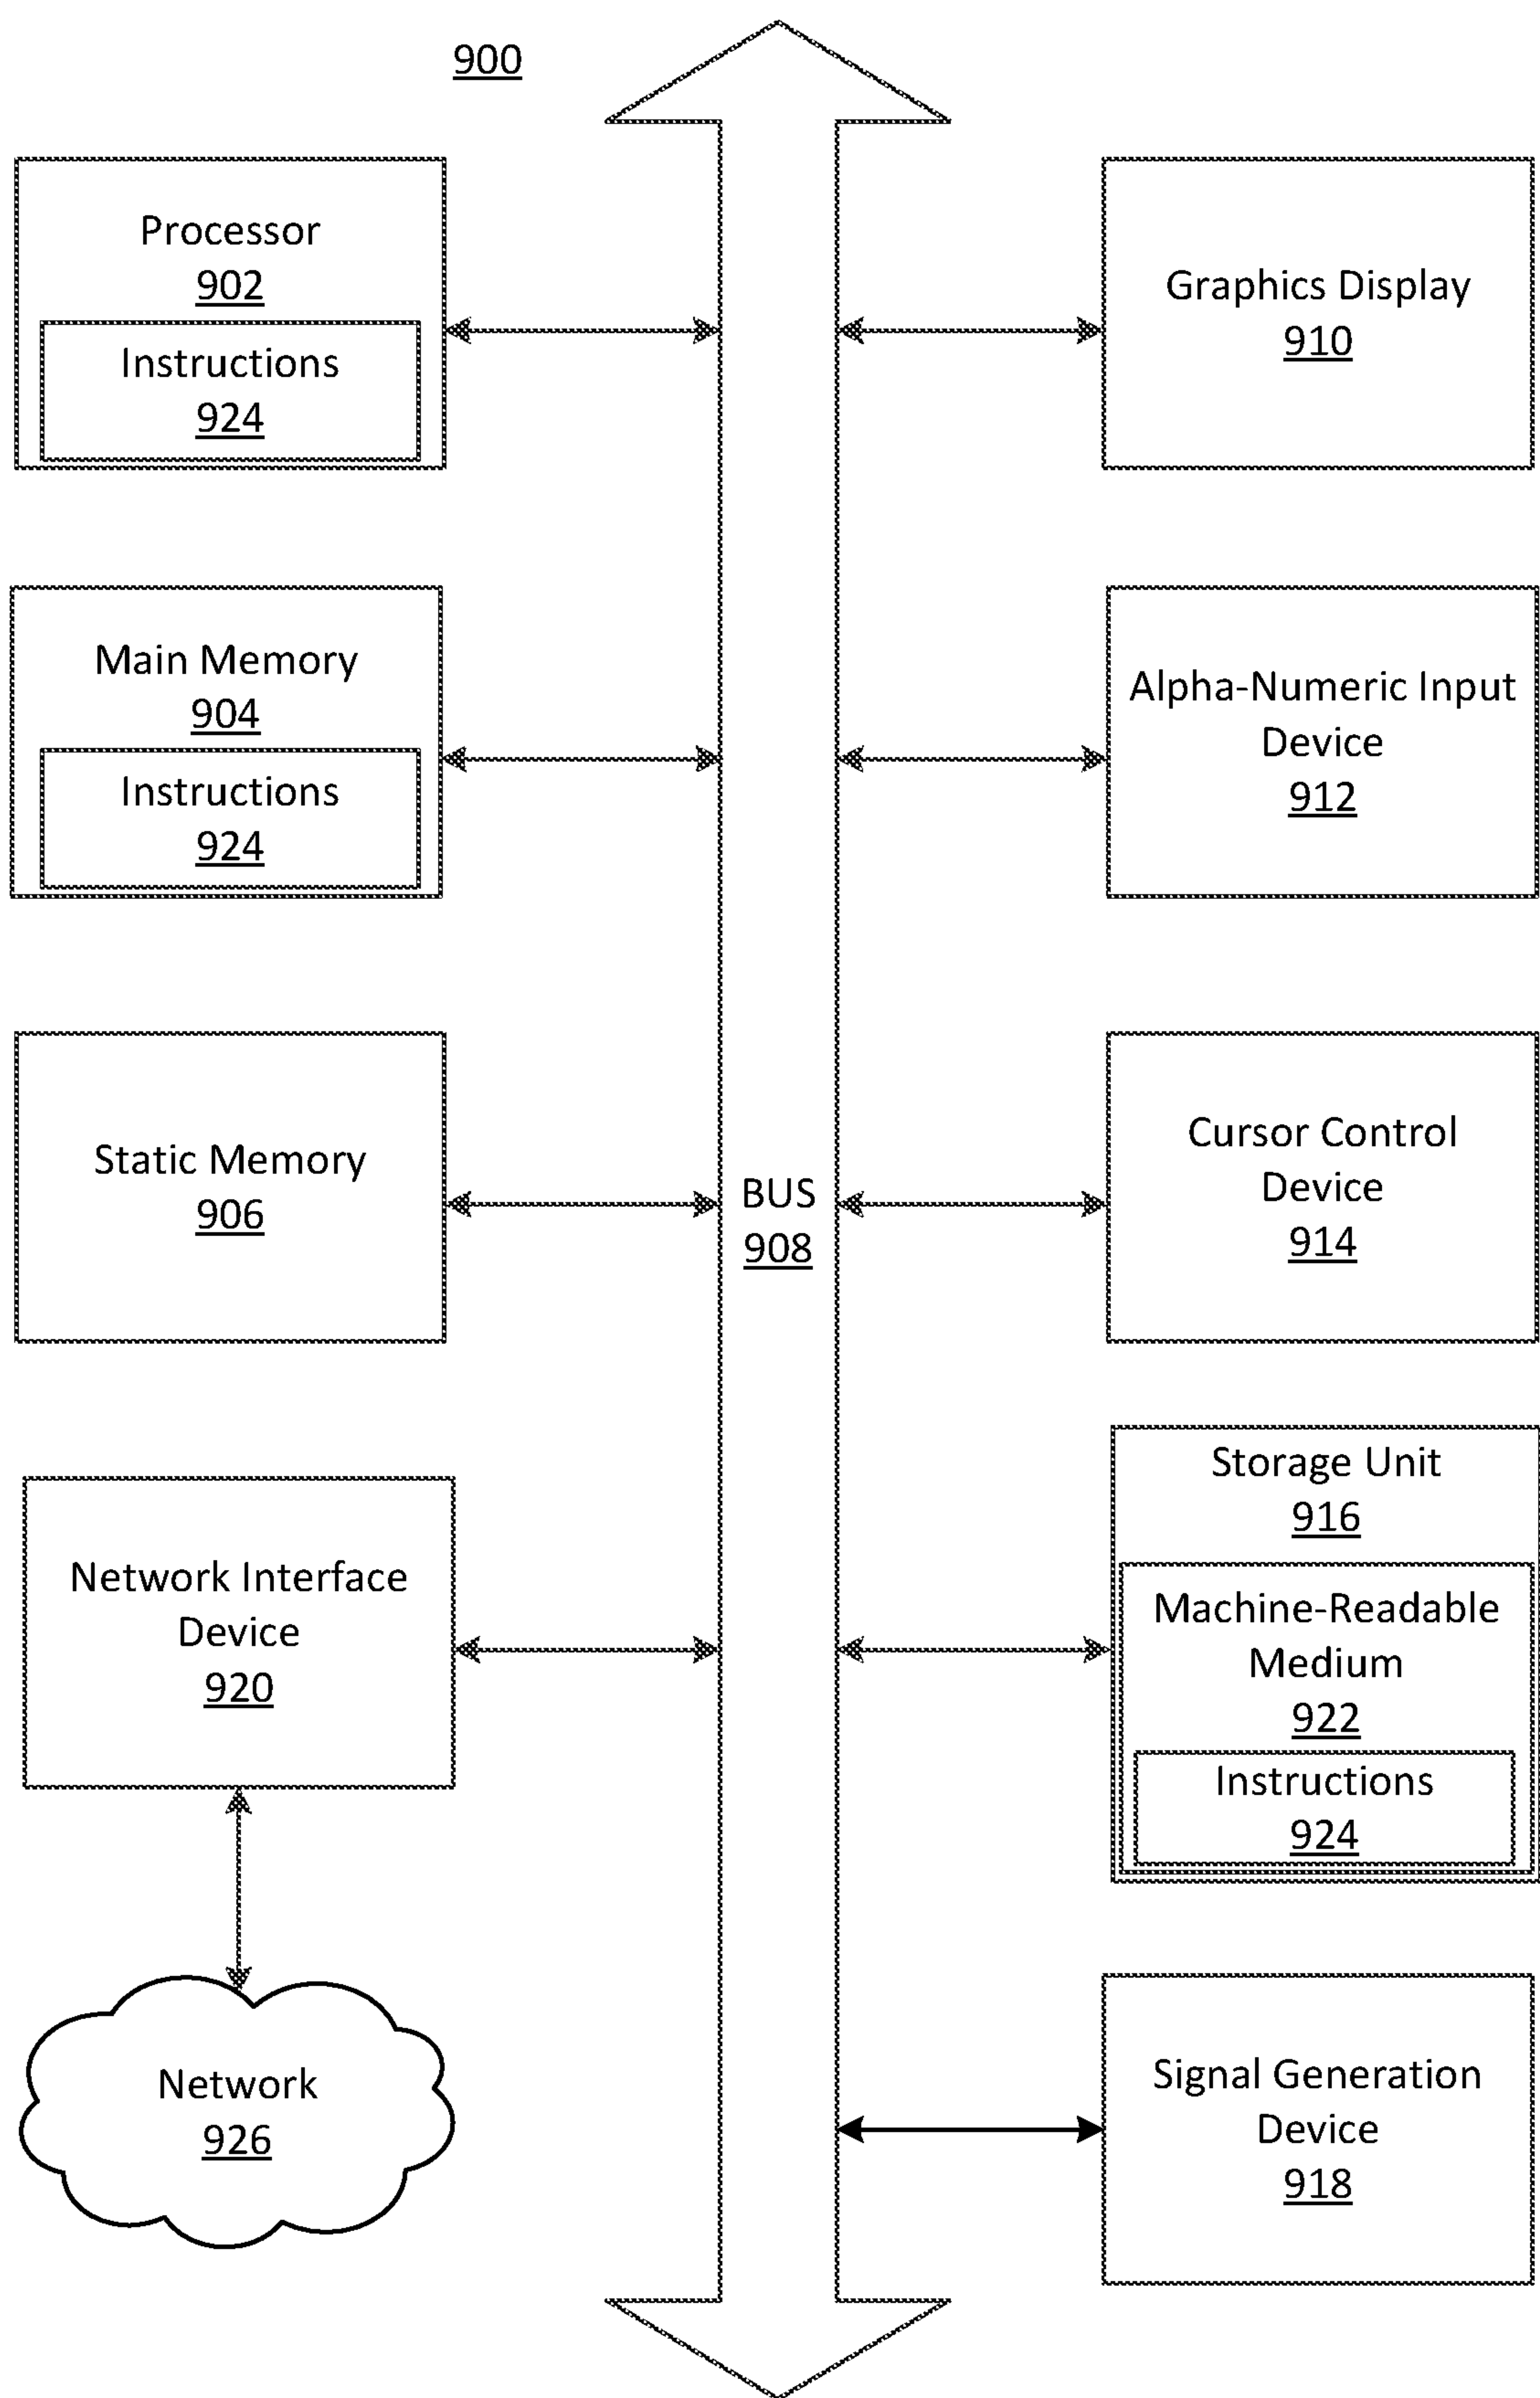 900
Processor
902
Instructions
924
Graphics Display
910
Main Memory
904
Instructions
924
Alpha-Numeric Input
Device
912
Static Memory
906
BUS
908
Cursor Control
Device
914
Network Interface
Device
920
Storage Unit
916
Machine-Readable
Medium
922
Instructions
924
Network
926
Signal Generation
Device
918